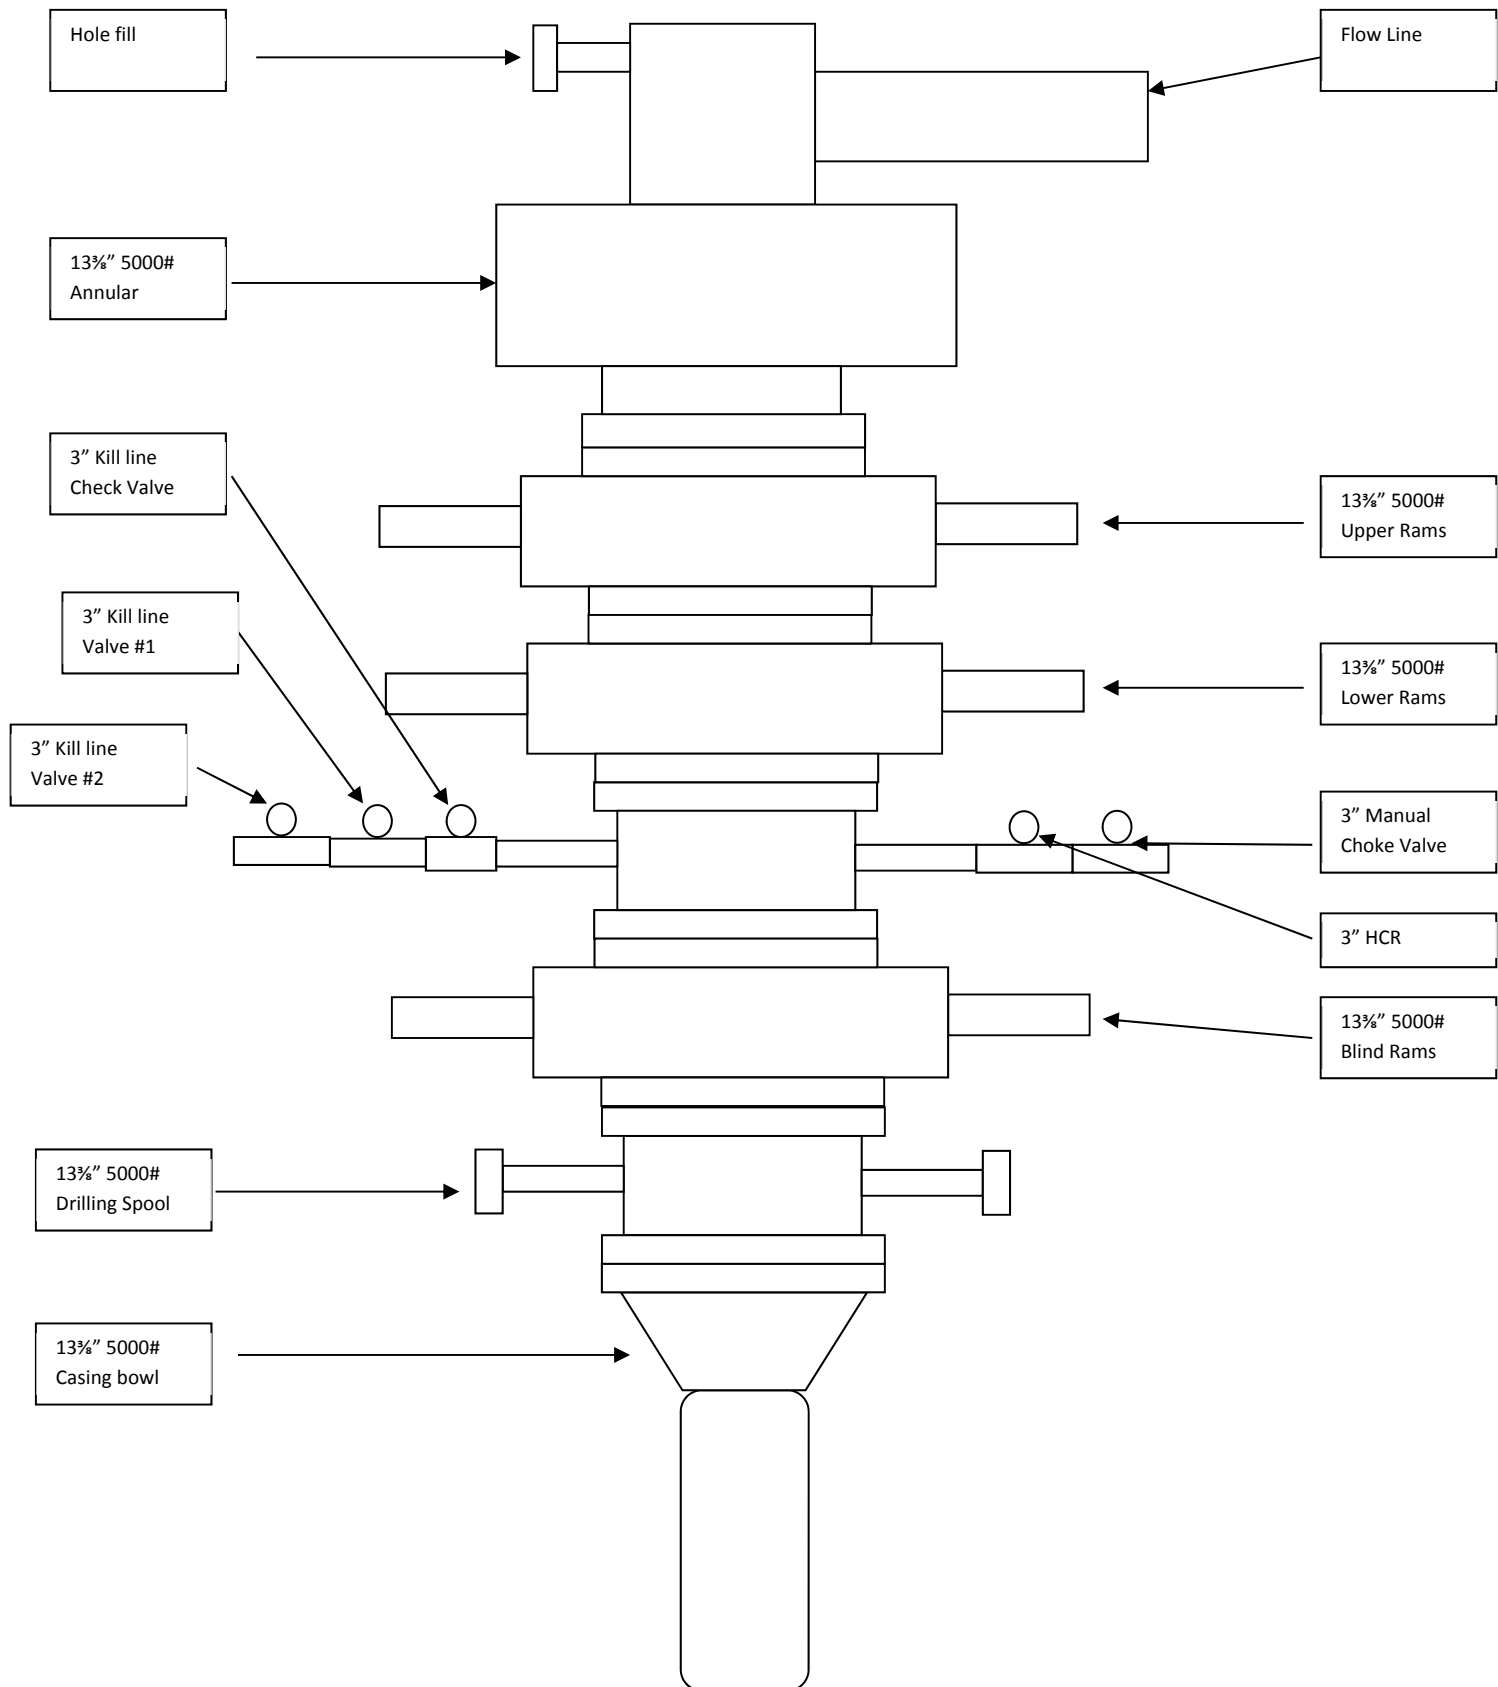 Hole fill
Flow Line
13⅜” 5000#
Annular
3” Kill line
Check Valve
13⅜” 5000#
Upper Rams
3” Kill line
Valve #1
13⅜” 5000#
Lower Rams
3” Kill line
Valve #2
3” Manual
Choke Valve
3” HCR
13⅜” 5000#
Blind Rams
13⅜” 5000#
Drilling Spool
13⅜” 5000#
Casing bowl